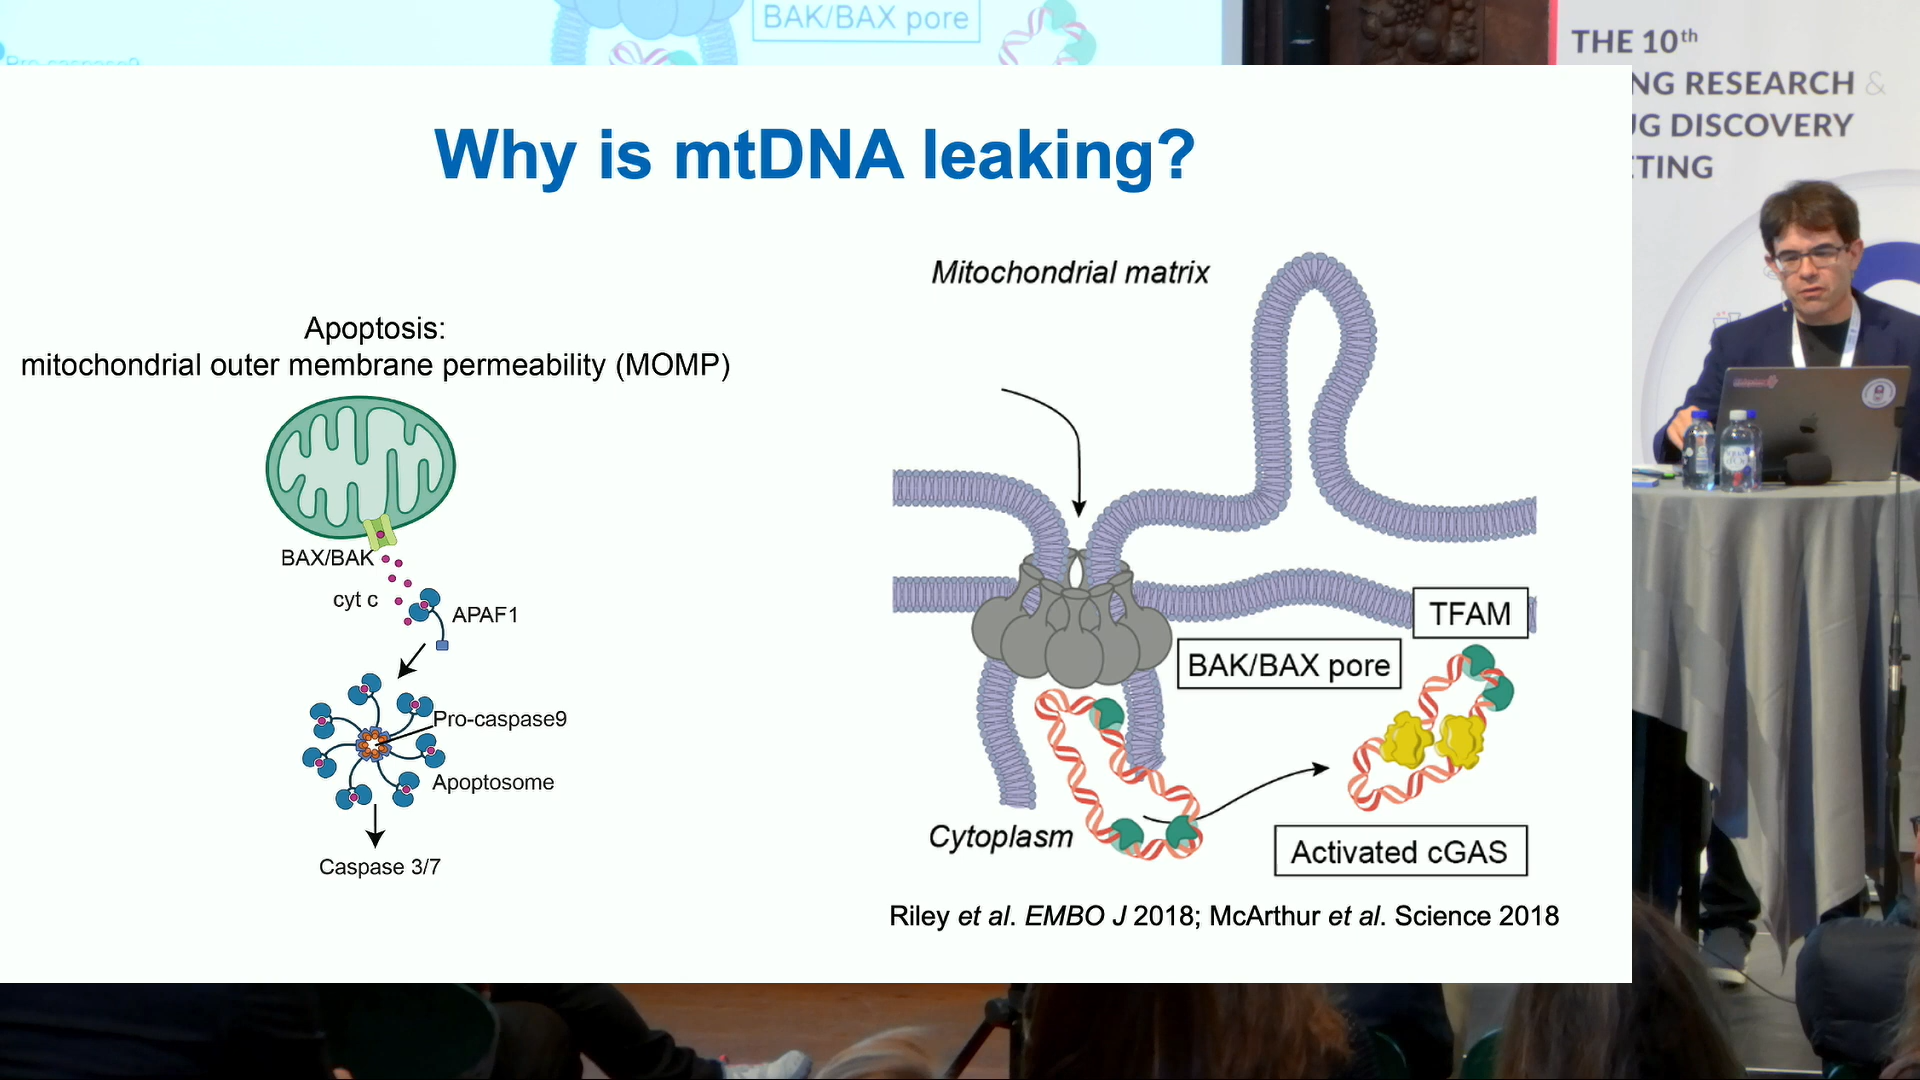 BAK/BAX pore
THE 10th
NG RESEARCH &
G DISCOVERY
TING
Why is mtDNA leaking?
Apoptosis:
mitochondrial outer membrane permeability (MOMP)
BAX/BAK
cyt c
APAF1
Pro-caspase9
Apoptosome
Caspase 3/7
Mitochondrial matrix
TFAM
BAK/BAX pore
Cytoplasm
Activated cGAS
Riley et al. EMBO J 2018; McArthur et al. Science 2018